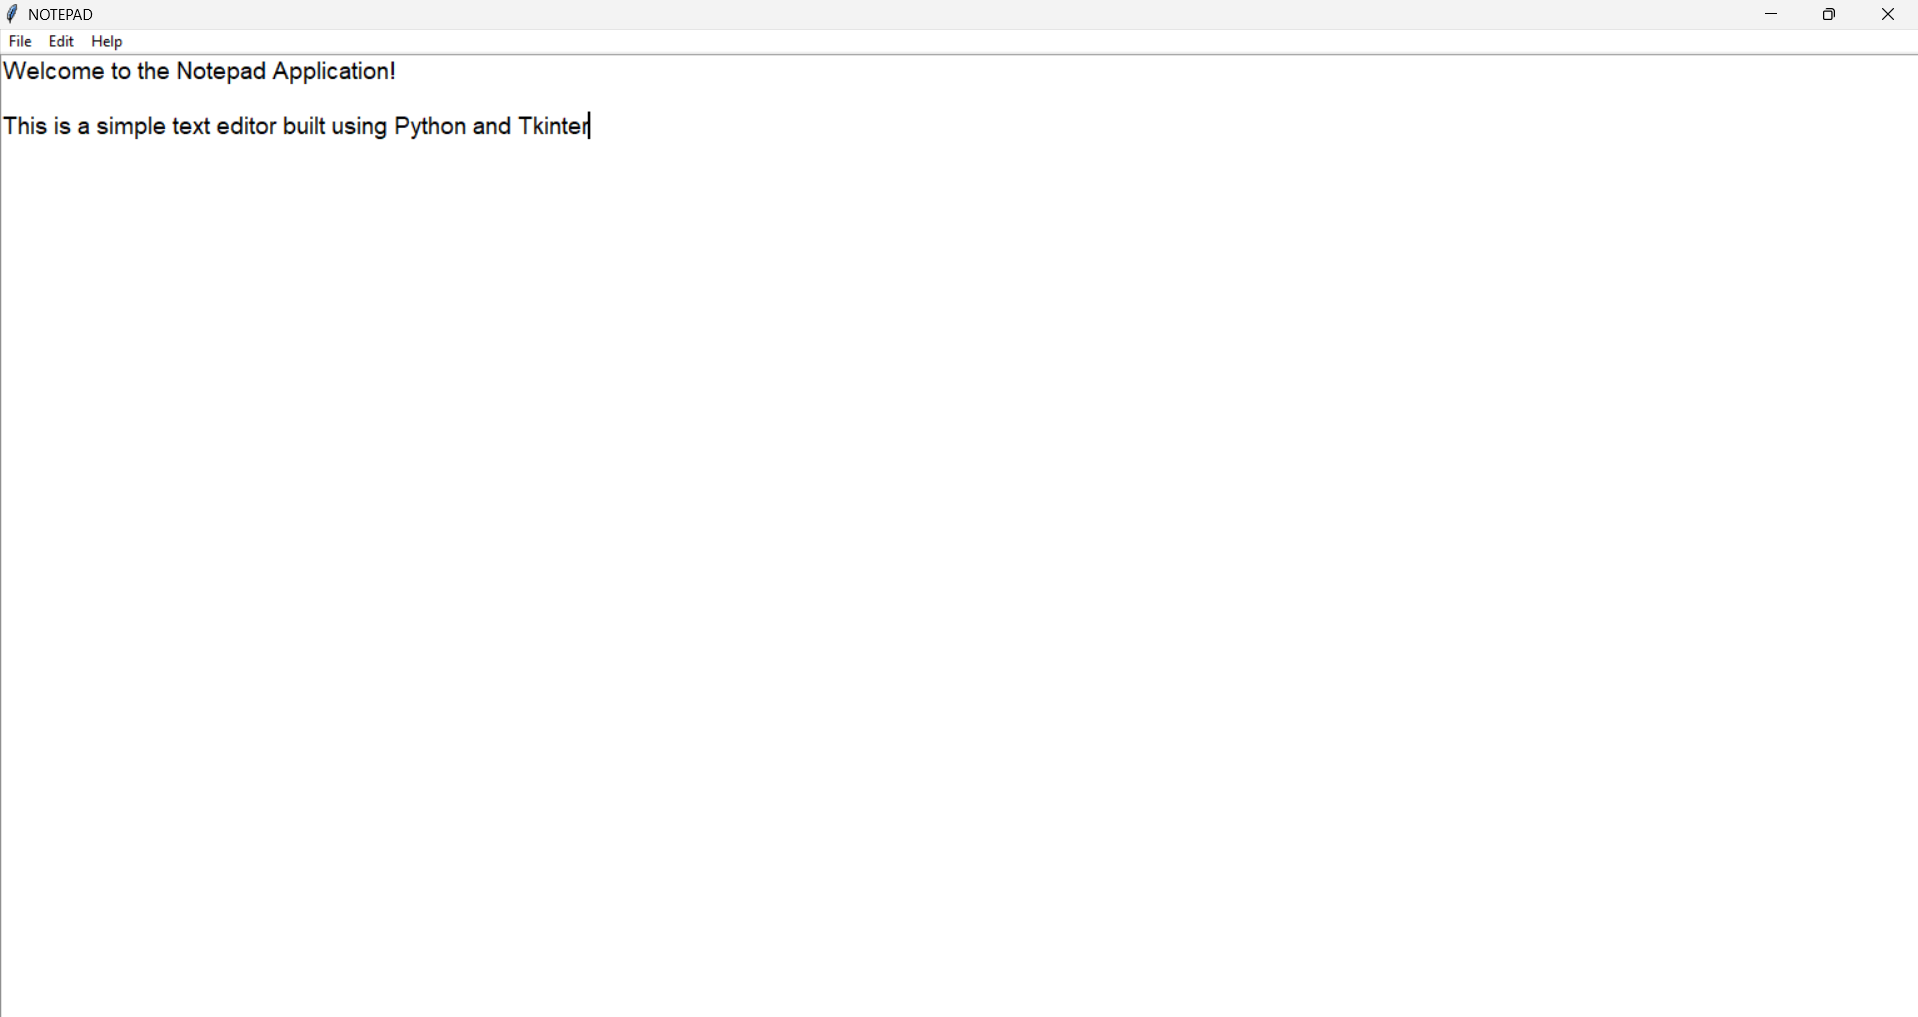 NOTEPAD
File Edit Help
Welcome to the Notepad Application!
This is a simple text editor built using Python and Tkinter